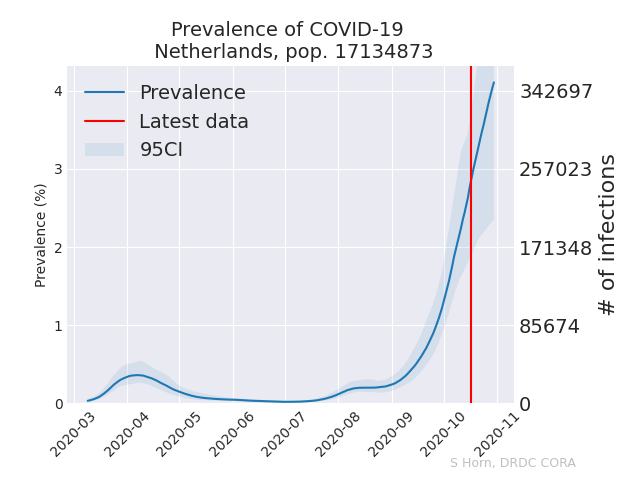 Prevalence of COVID-19
Netherlands, pop. 17134873
Prevalence
Latest data
95CI
Prevalence (%)
4
3
2
1
0
342697
257023
171348
85674
0
# of infections
2020-03
2020-04
2020-05
2020-06
2020-07
2020-08
2020-09
2020-10
2020-11
S Horn, DRDC CORA